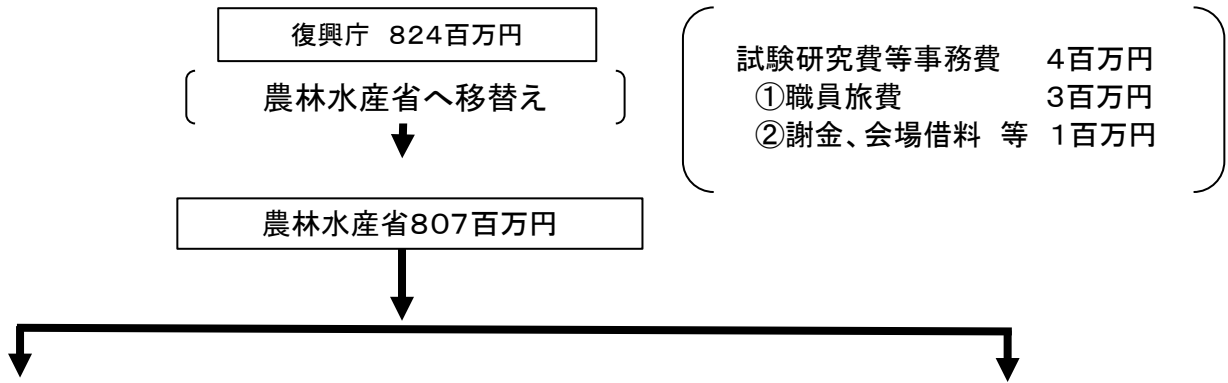 復興庁 824百万円
農林水産省へ移替え
試験研究費等事務費 4百万円
①職員旅費 3百万円
②謝金、会場借料 等 1百万円
農林水産省807百万円